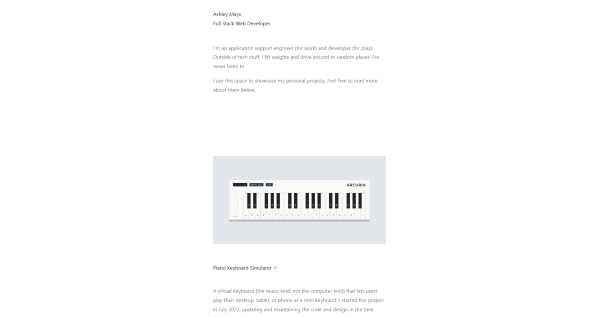 Ashley Mays
Full Stack Web Developer
I'm an application support engineer (for work) and developer (for play).
Outside of tech stuff, I lift weights and drive around to random places I've
never been to.
I use this space to showcase my personal projects. Feel free to read more
about them below.
ARTURIA
Piano Keyboard Simulator ↗
A virtual keyboard (the music kind, not the computer kind) that lets users
play their desktop, tablet, or phone as a mini keyboard. I started this project
in July 2022, updating and maintaining the code and design in the time